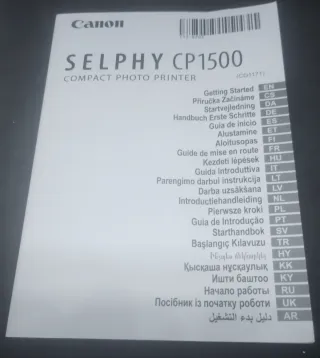 Canon
SELPHY CP1500
COMPACT PHOTO PRINTER
(CD1171)
Getting Started EN
Příručka Začínáme CS
Startvejledning DA
Handbuch Erste Schritte DE
Guía de inicio ES
Alustamine ET
Aloitusopas FI
Guide de mise en route FR
Kezdeti lépések HU
Guida Introduttiva IT
Parengimo darbui instrukcija LT
Darba uzsākšana LV
Introductiehandleiding NL
Pierwsze kroki PL
Guia de Introdução PT
Starthandbok SV
Başlangıç Kılavuzu TR
HY
Қысқаша нұсқаулық KK
Ишти баштоо KY
Начало работы RU
Посібник із початку роботи UK
دليل بدء التشغيل AR